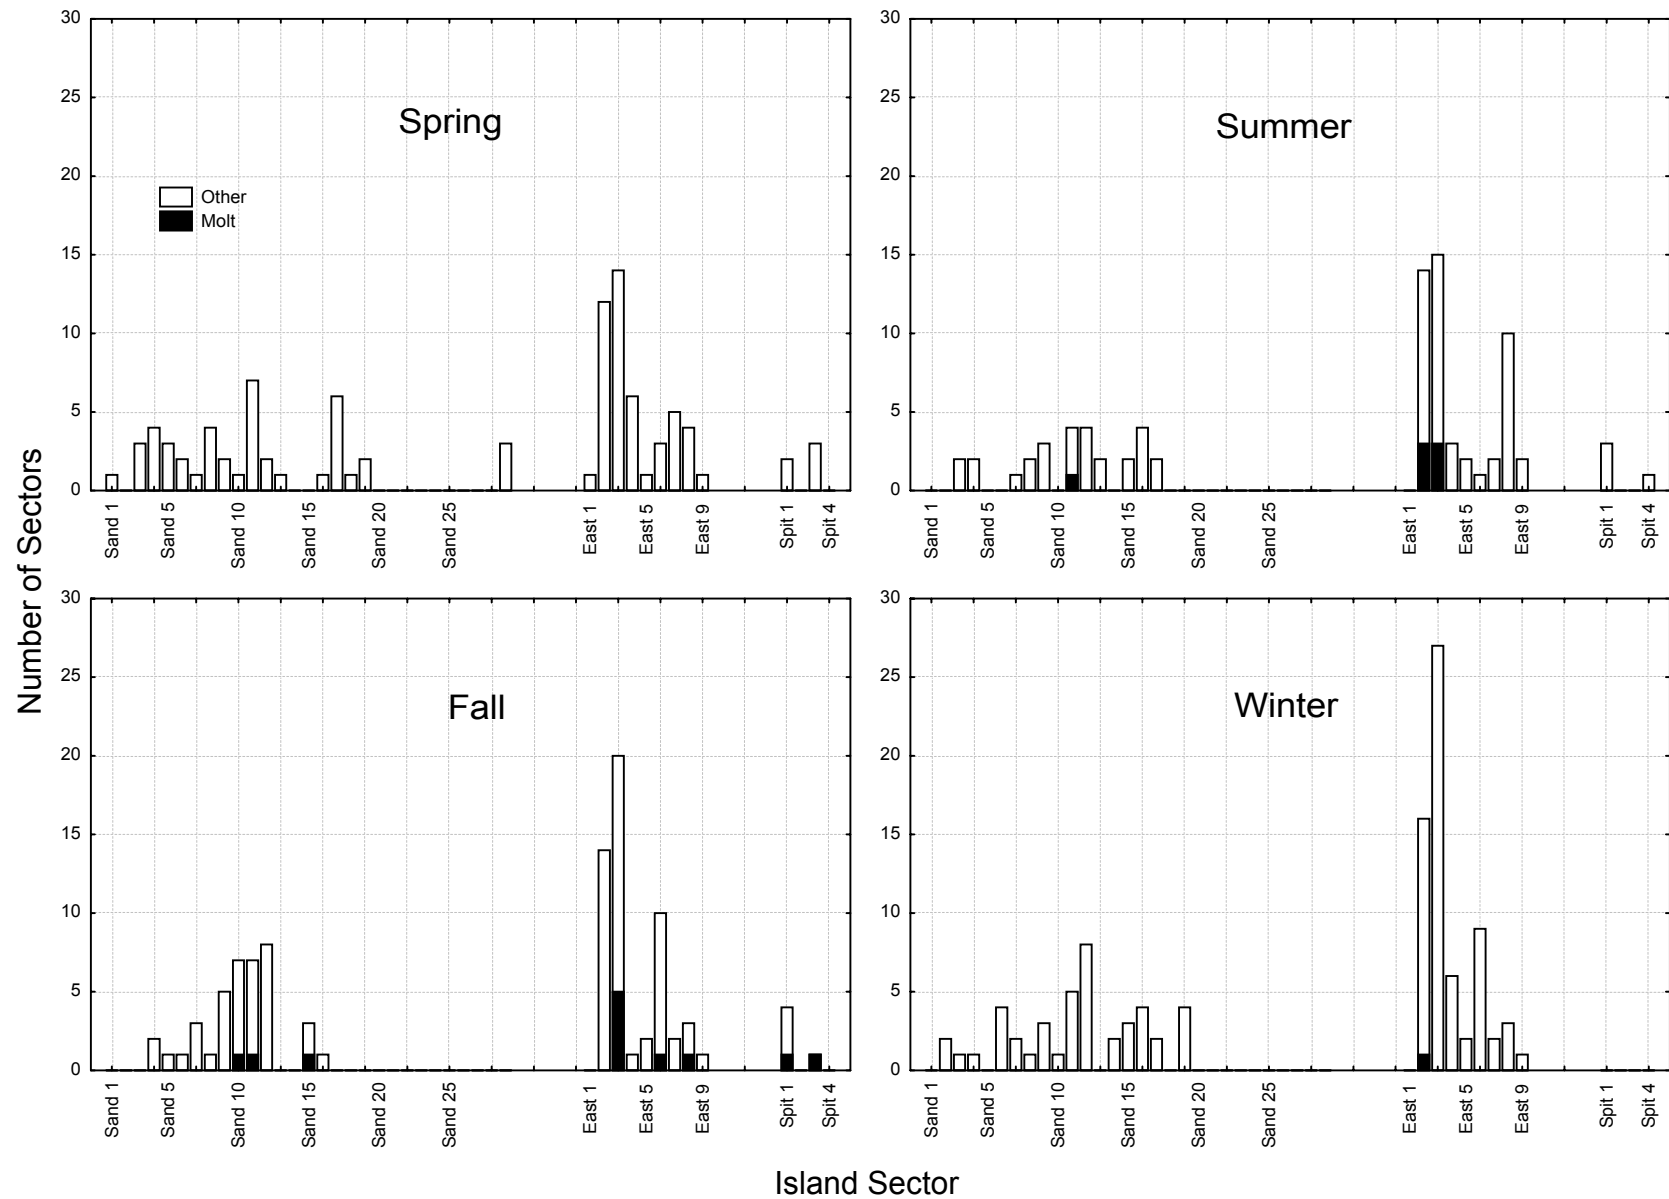 Number of Sectors
Spring
Other
Molt
30
25
20
15
10
5
0
Sand 1
Sand 5
Sand 10
Sand 15
Sand 20
Sand 25
East 1
East 5
East 9
Spit 1
Spit 4
Summer
30
25
20
15
10
5
0
Sand 1
Sand 5
Sand 10
Sand 15
Sand 20
Sand 25
East 1
East 5
East 9
Spit 1
Spit 4
Fall
30
25
20
15
10
5
0
Sand 1
Sand 5
Sand 10
Sand 15
Sand 20
Sand 25
East 1
East 5
East 9
Spit 1
Spit 4
Winter
30
25
20
15
10
5
0
Sand 1
Sand 5
Sand 10
Sand 15
Sand 20
Sand 25
East 1
East 5
East 9
Spit 1
Spit 4
Island Sector